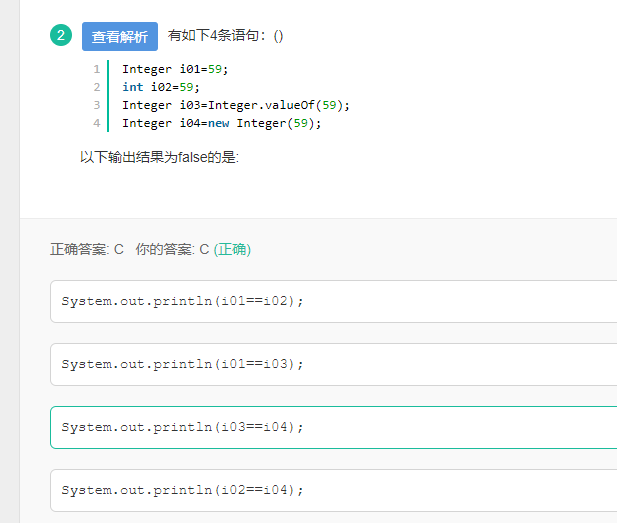 2 查看解析 有如下4条语句：()
1 Integer i01=59;
2 int i02=59;
3 Integer i03=Integer.valueOf(59);
4 Integer i04=new Integer(59);
以下输出结果为false的是:
正确答案: C 你的答案: C (正确)
System.out.println(i01==i02);
System.out.println(i01==i03);
System.out.println(i03==i04);
System.out.println(i02==i04);